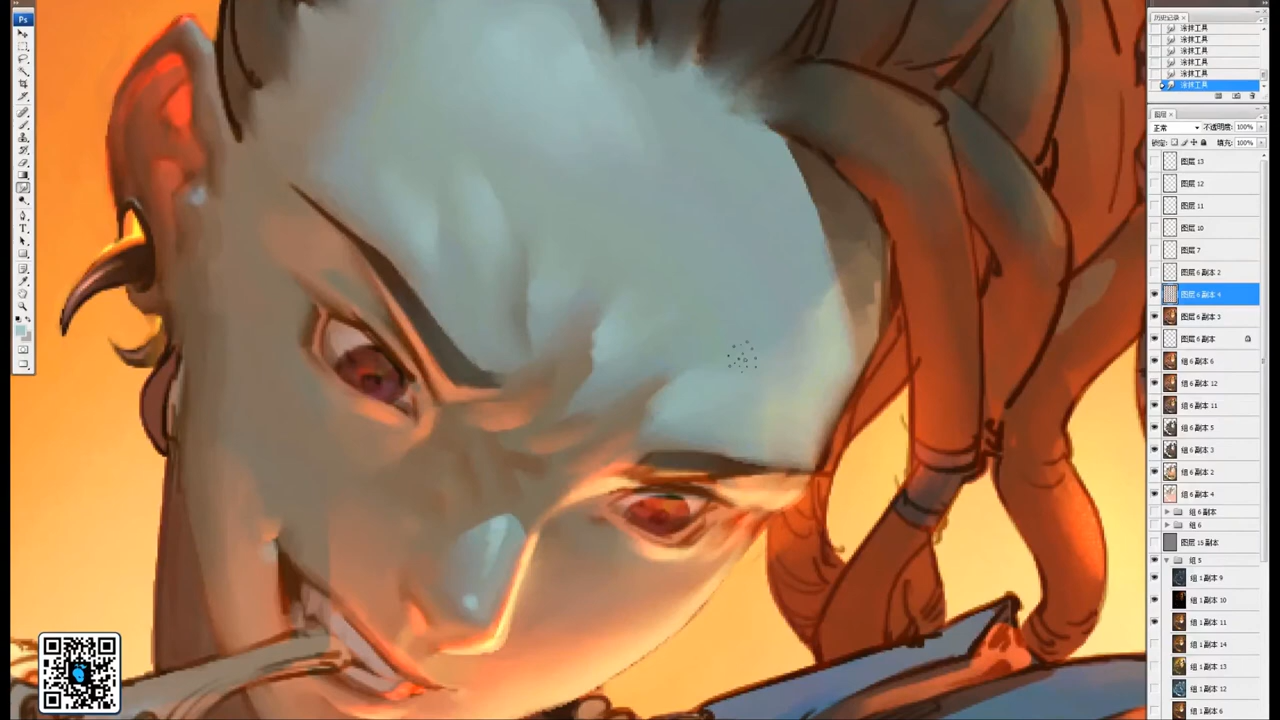 Ps
历史记录
涂抹工具
涂抹工具
涂抹工具
涂抹工具
涂抹工具
涂抹工具
图层
正常
不透明度: 100%
锁定:
填充: 100%
图层 13
图层 12
图层 11
图层 10
图层 7
图层 6 副本 2
图层 6 副本 4
图层 6 副本 3
图层 6 副本
组 6 副本 6
组 6 副本 12
组 6 副本 11
组 6 副本 5
组 6 副本 3
组 6 副本 2
组 6 副本 4
组 6 副本
组 6
图层 15 副本
组 5
组 1 副本 9
组 1 副本 10
组 1 副本 11
组 1 副本 14
组 1 副本 13
组 1 副本 12
组 1 副本 6
T